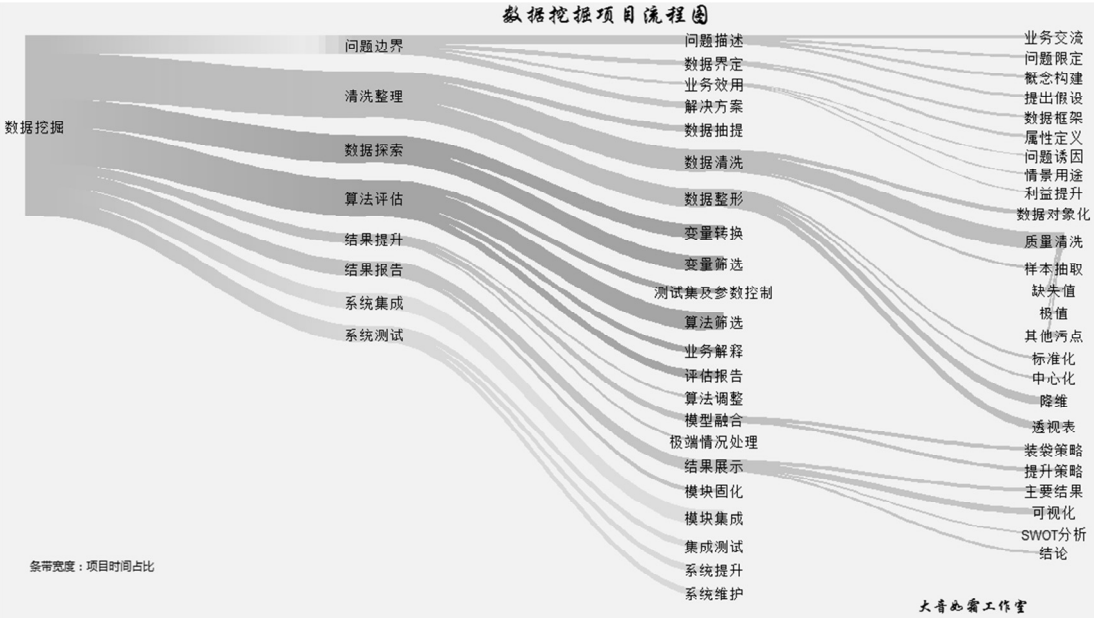 数据挖掘项目流程图
数据挖掘
问题边界
清洗整理
数据探索
算法评估
结果提升
结果报告
系统集成
系统测试
问题描述
数据界定
业务效用
解决方案
数据抽提
数据清洗
数据整形
变量转换
变量筛选
测试集及参数控制
算法筛选
业务解释
评估报告
算法调整
模型融合
极端情况处理
结果展示
模块固化
模块集成
集成测试
系统提升
系统维护
业务交流
问题限定
概念构建
提出假设
数据框架
属性定义
问题诱因
情景用途
利益提升
数据对象化
质量清洗
样本抽取
缺失值
极值
其他污点
标准化
中心化
降维
透视表
装袋策略
提升策略
主要结果
可视化
SWOT分析
结论
条带宽度：项目时间占比
大音如霜工作室